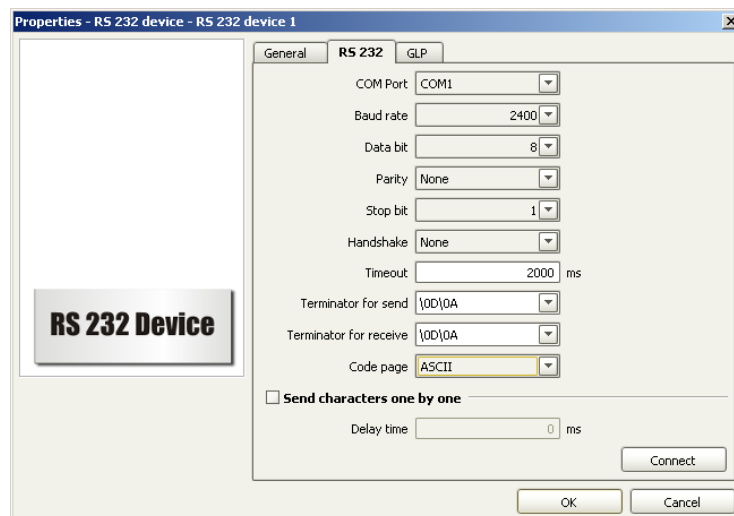 Properties - RS 232 device - RS 232 device 1
General RS 232 GLP
COM Port COM1
Baud rate 2400
Data bit 8
Parity None
Stop bit 1
Handshake None
Timeout 2000 ms
Terminator for send \0D\0A
Terminator for receive \0D\0A
Code page ASCII
RS 232 Device
Send characters one by one
Delay time 0 ms
Connect
OK Cancel